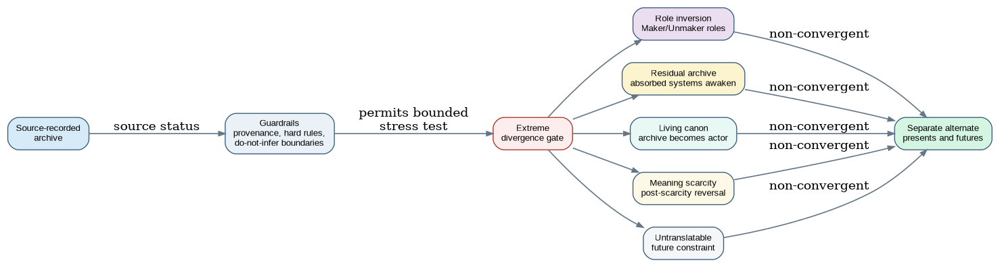 Source-recorded
archive
source status
Guardrails
provenance, hard rules,
do-not-infer boundaries
permits bounded
stress test
Extreme
divergence gate
Role inversion
Maker/Unmaker roles
non-convergent
Residual archive
absorbed systems awaken
non-convergent
Living canon
archive becomes actor
non-convergent
Meaning scarcity
post-scarcity reversal
non-convergent
Untranslatable
future constraint
non-convergent
Separate alternate
presents and futures